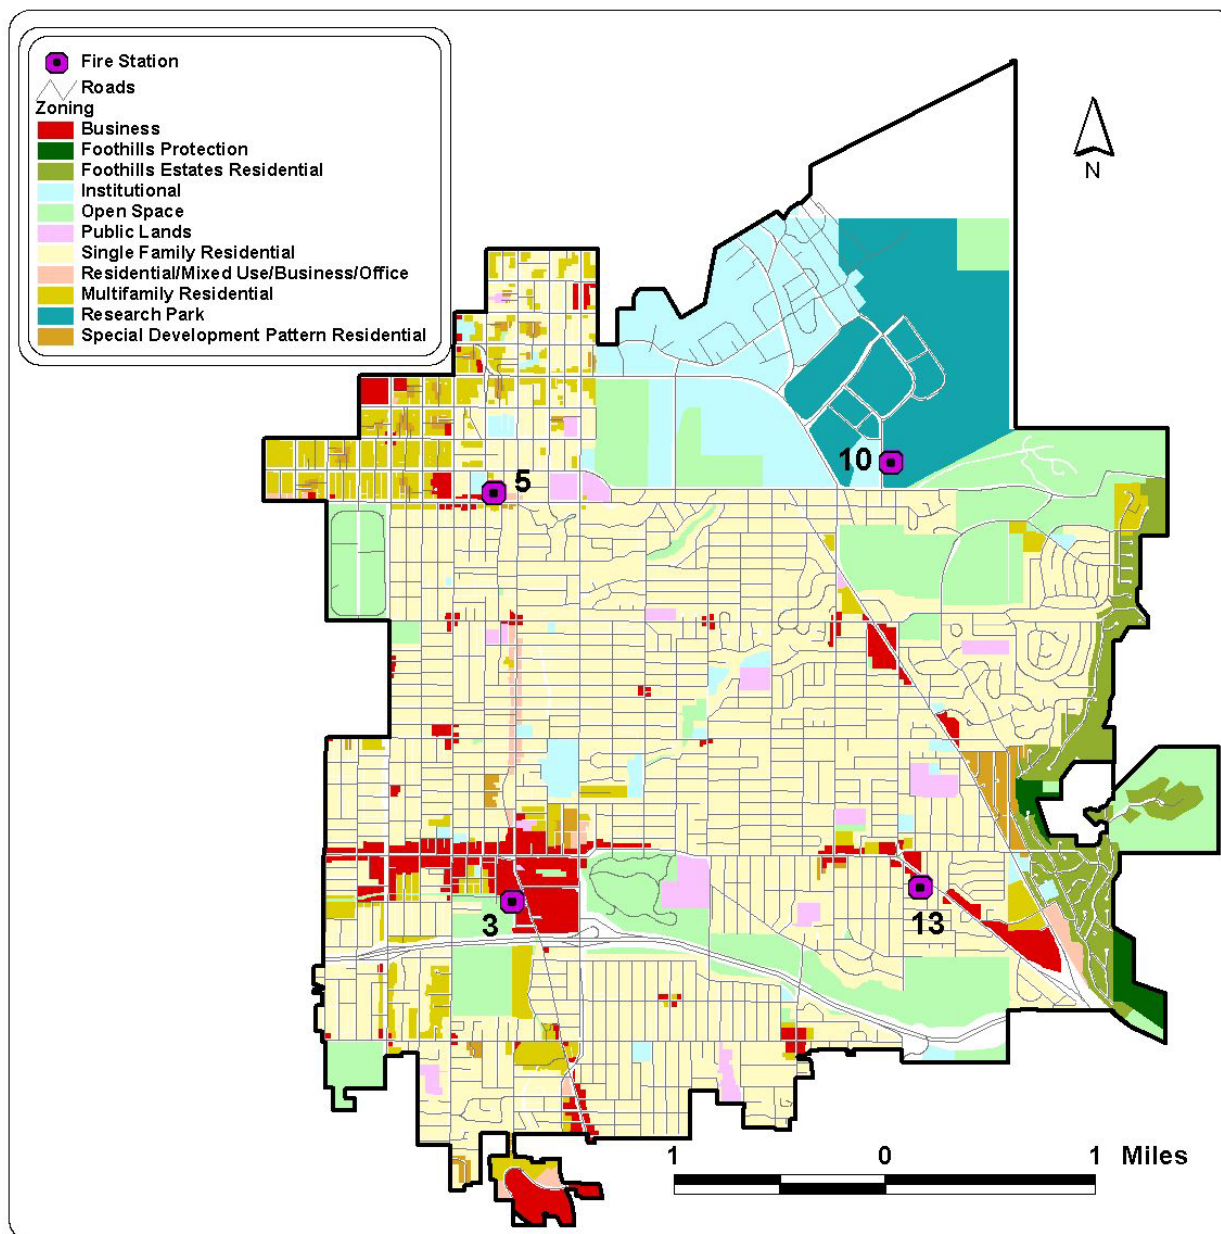 Fire Station
Roads
Zoning
Business
Foothills Protection
Foothills Estates Residential
Institutional
Open Space
Public Lands
Single Family Residential
Residential/Mixed Use/Business/Office
Multifamily Residential
Research Park
Special Development Pattern Residential
N
10
5
3
13
1 0 1 Miles